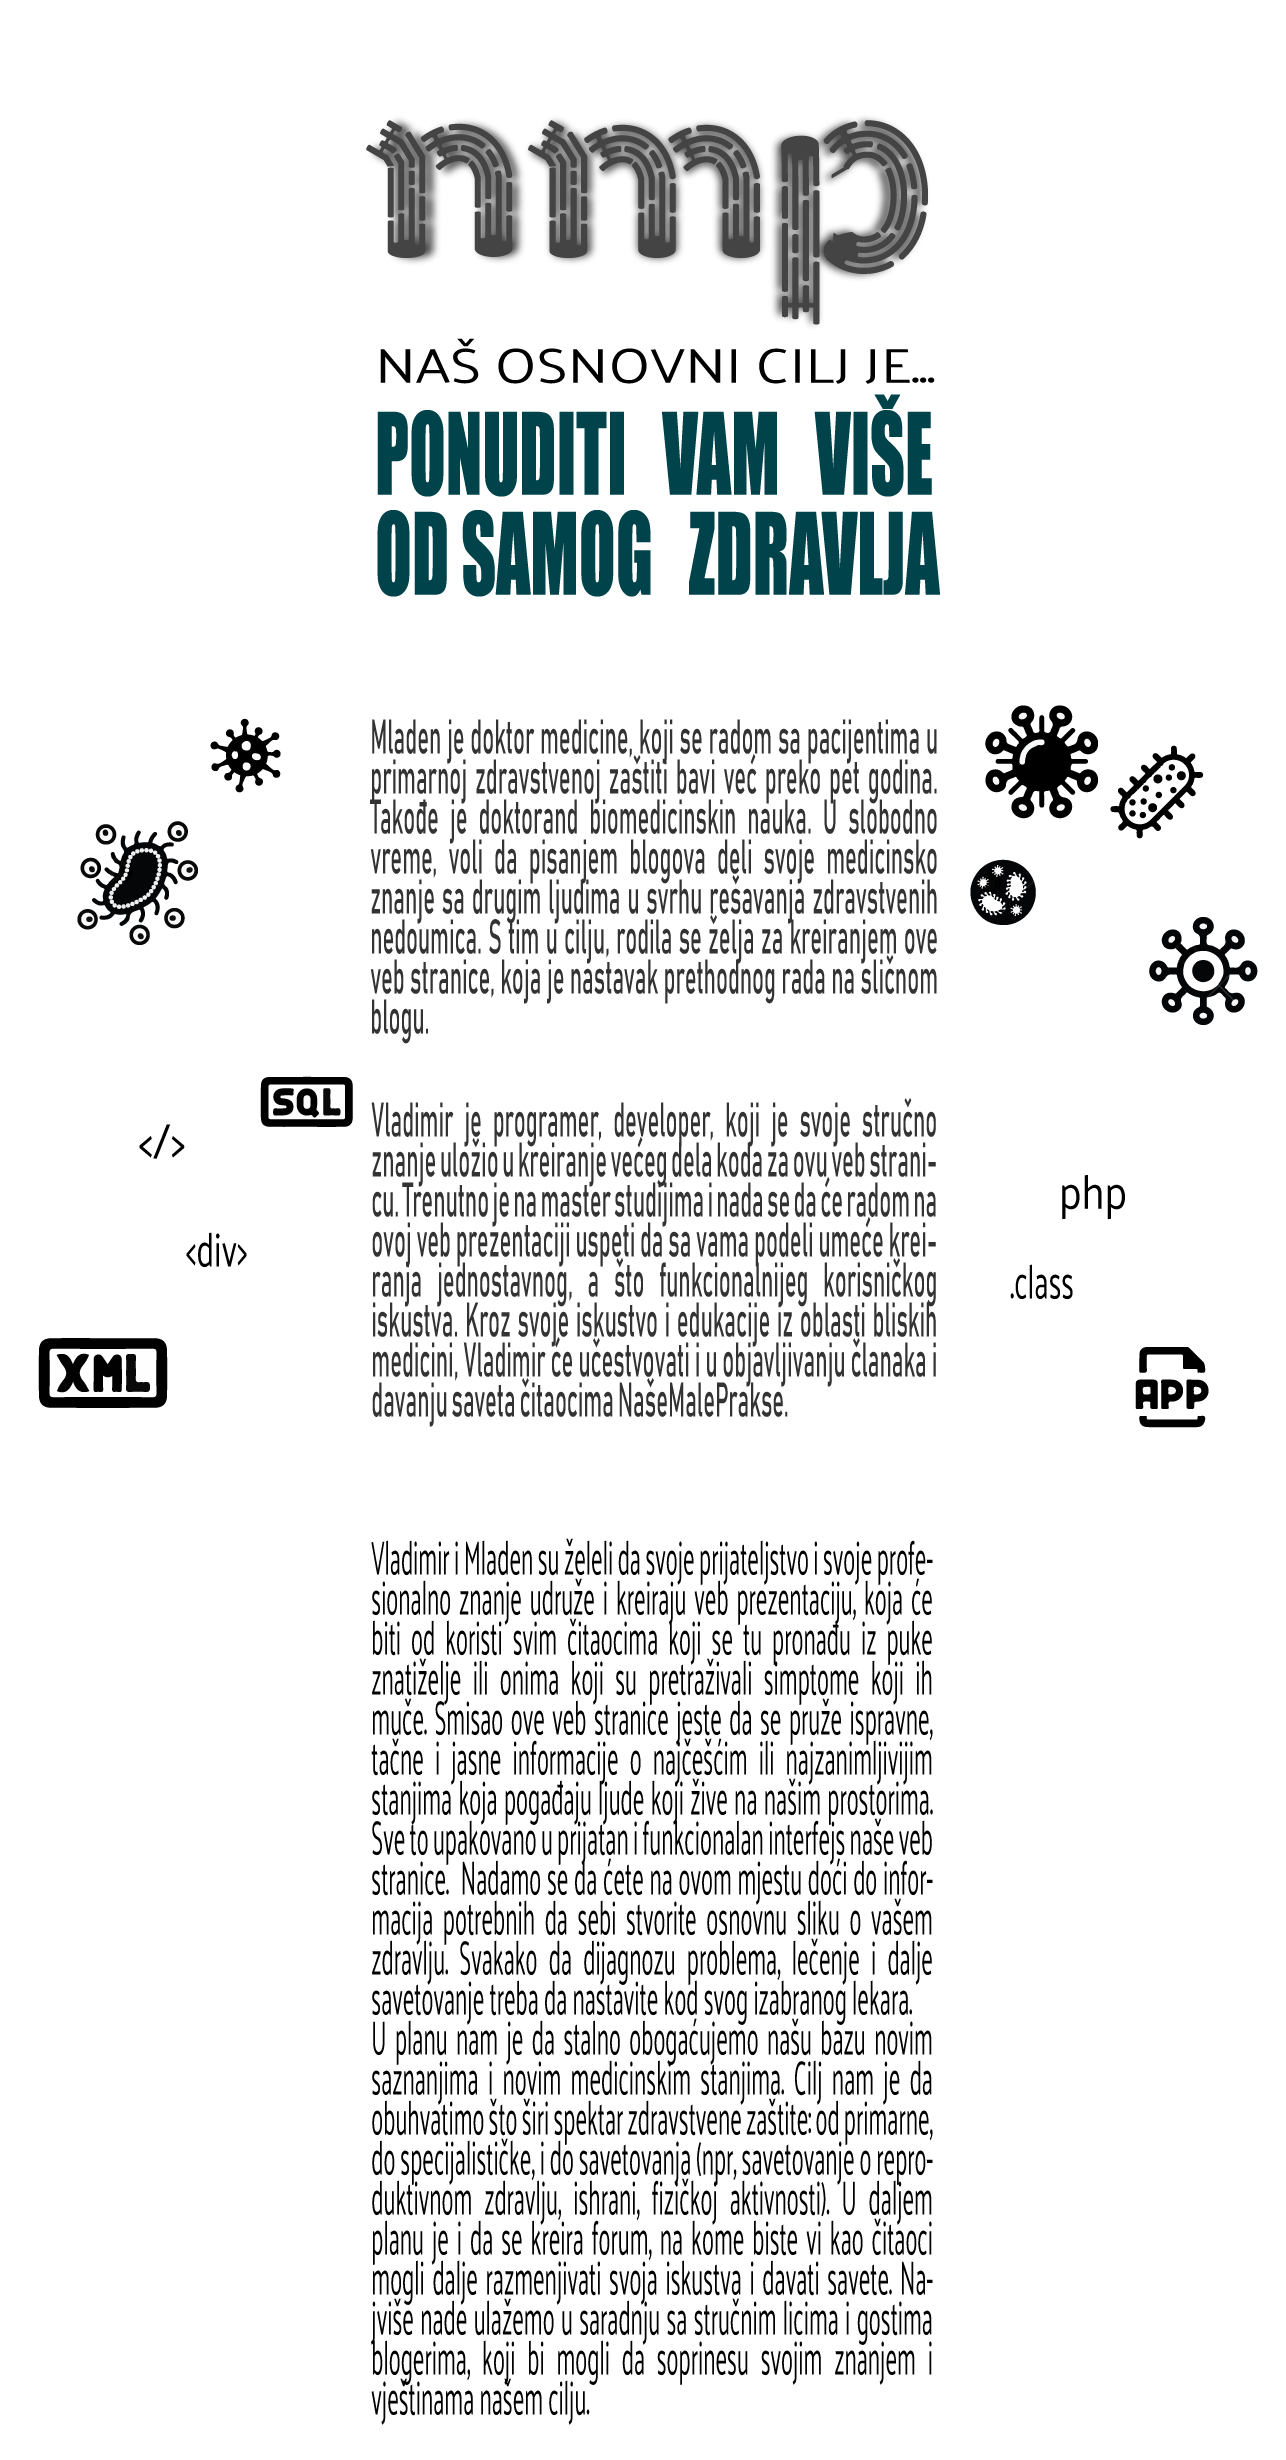 nmp
NAŠ OSNOVNI CILJ JE...
PONUDITI VAM VIŠE
OD SAMOG ZDRAVLJA
Mladen je doktor medicine, koji se radom sa pacijentima u
primarnoj zdravstvenoj zaštiti bavi već preko pet godina.
Takođe je doktorand biomedicinskin nauka. U slobodno
vreme, voli da pisanjem blogova deli svoje medicinsko
znanje sa drugim ljudima u svrhu rešavanja zdravstvenih
nedoumica. S tim u cilju, rodila se želja za kreiranjem ove
veb stranice, koja je nastavak prethodnog rada na sličnom
blogu.
SQL
</>
<div>
XML
Vladimir je programer, developer, koji je svoje stručno
znanje uložio u kreiranje većeg dela koda za ovu veb strani-
cu. Trenutno je na master studijima i nada se da će radom na
ovoj veb prezentaciji uspeti da sa vama podeli umeće krei-
ranja jednostavnog, a što funkcionalnijeg korisničkog
iskustva. Kroz svoje iskustvo i edukacije iz oblasti bliskih
medicini, Vladimir će učestvovati i u objavljivanju članaka i
davanju saveta čitaocima NašeMalePrakse.
php
.class
APP
Vladimir i Mladen su želeli da svoje prijateljstvo i svoje profe-
sionalno znanje udruže i kreiraju veb prezentaciju, koja će
biti od koristi svim čitaocima koji se tu pronađu iz puke
znatiželje ili onima koji su pretraživali simptome koji ih
muče. Smisao ove veb stranice jeste da se pruže ispravne,
tačne i jasne informacije o najčešćim ili najzanimljivijim
stanjima koja pogađaju ljude koji žive na našim prostorima.
Sve to upakovano u prijatan i funkcionalan interfejs naše veb
stranice. Nadamo se da ćete na ovom mjestu doći do infor-
macija potrebnih da sebi stvorite osnovnu sliku o vašem
zdravlju. Svakako da dijagnozu problema, lečenje i dalje
savetovanje treba da nastavite kod svog izabranog lekara.
U planu nam je da stalno obogaćujemo našu bazu novim
saznanjima i novim medicinskim stanjima. Cilj nam je da
obuhvatimo što širi spektar zdravstvene zaštite: od primarne,
do specijalističke, i do savetovanja (npr, savetovanje o repro-
duktivnom zdravlju, ishrani, fizičkoj aktivnosti). U daljem
planu je i da se kreira forum, na kome biste vi kao čitaoci
mogli dalje razmenjivati svoja iskustva i davati savete. Na-
jviše nade ulažemo u saradnju sa stručnim licima i gostima
blogerima, koji bi mogli da soprinesu svojim znanjem i
vještinama našem cilju.